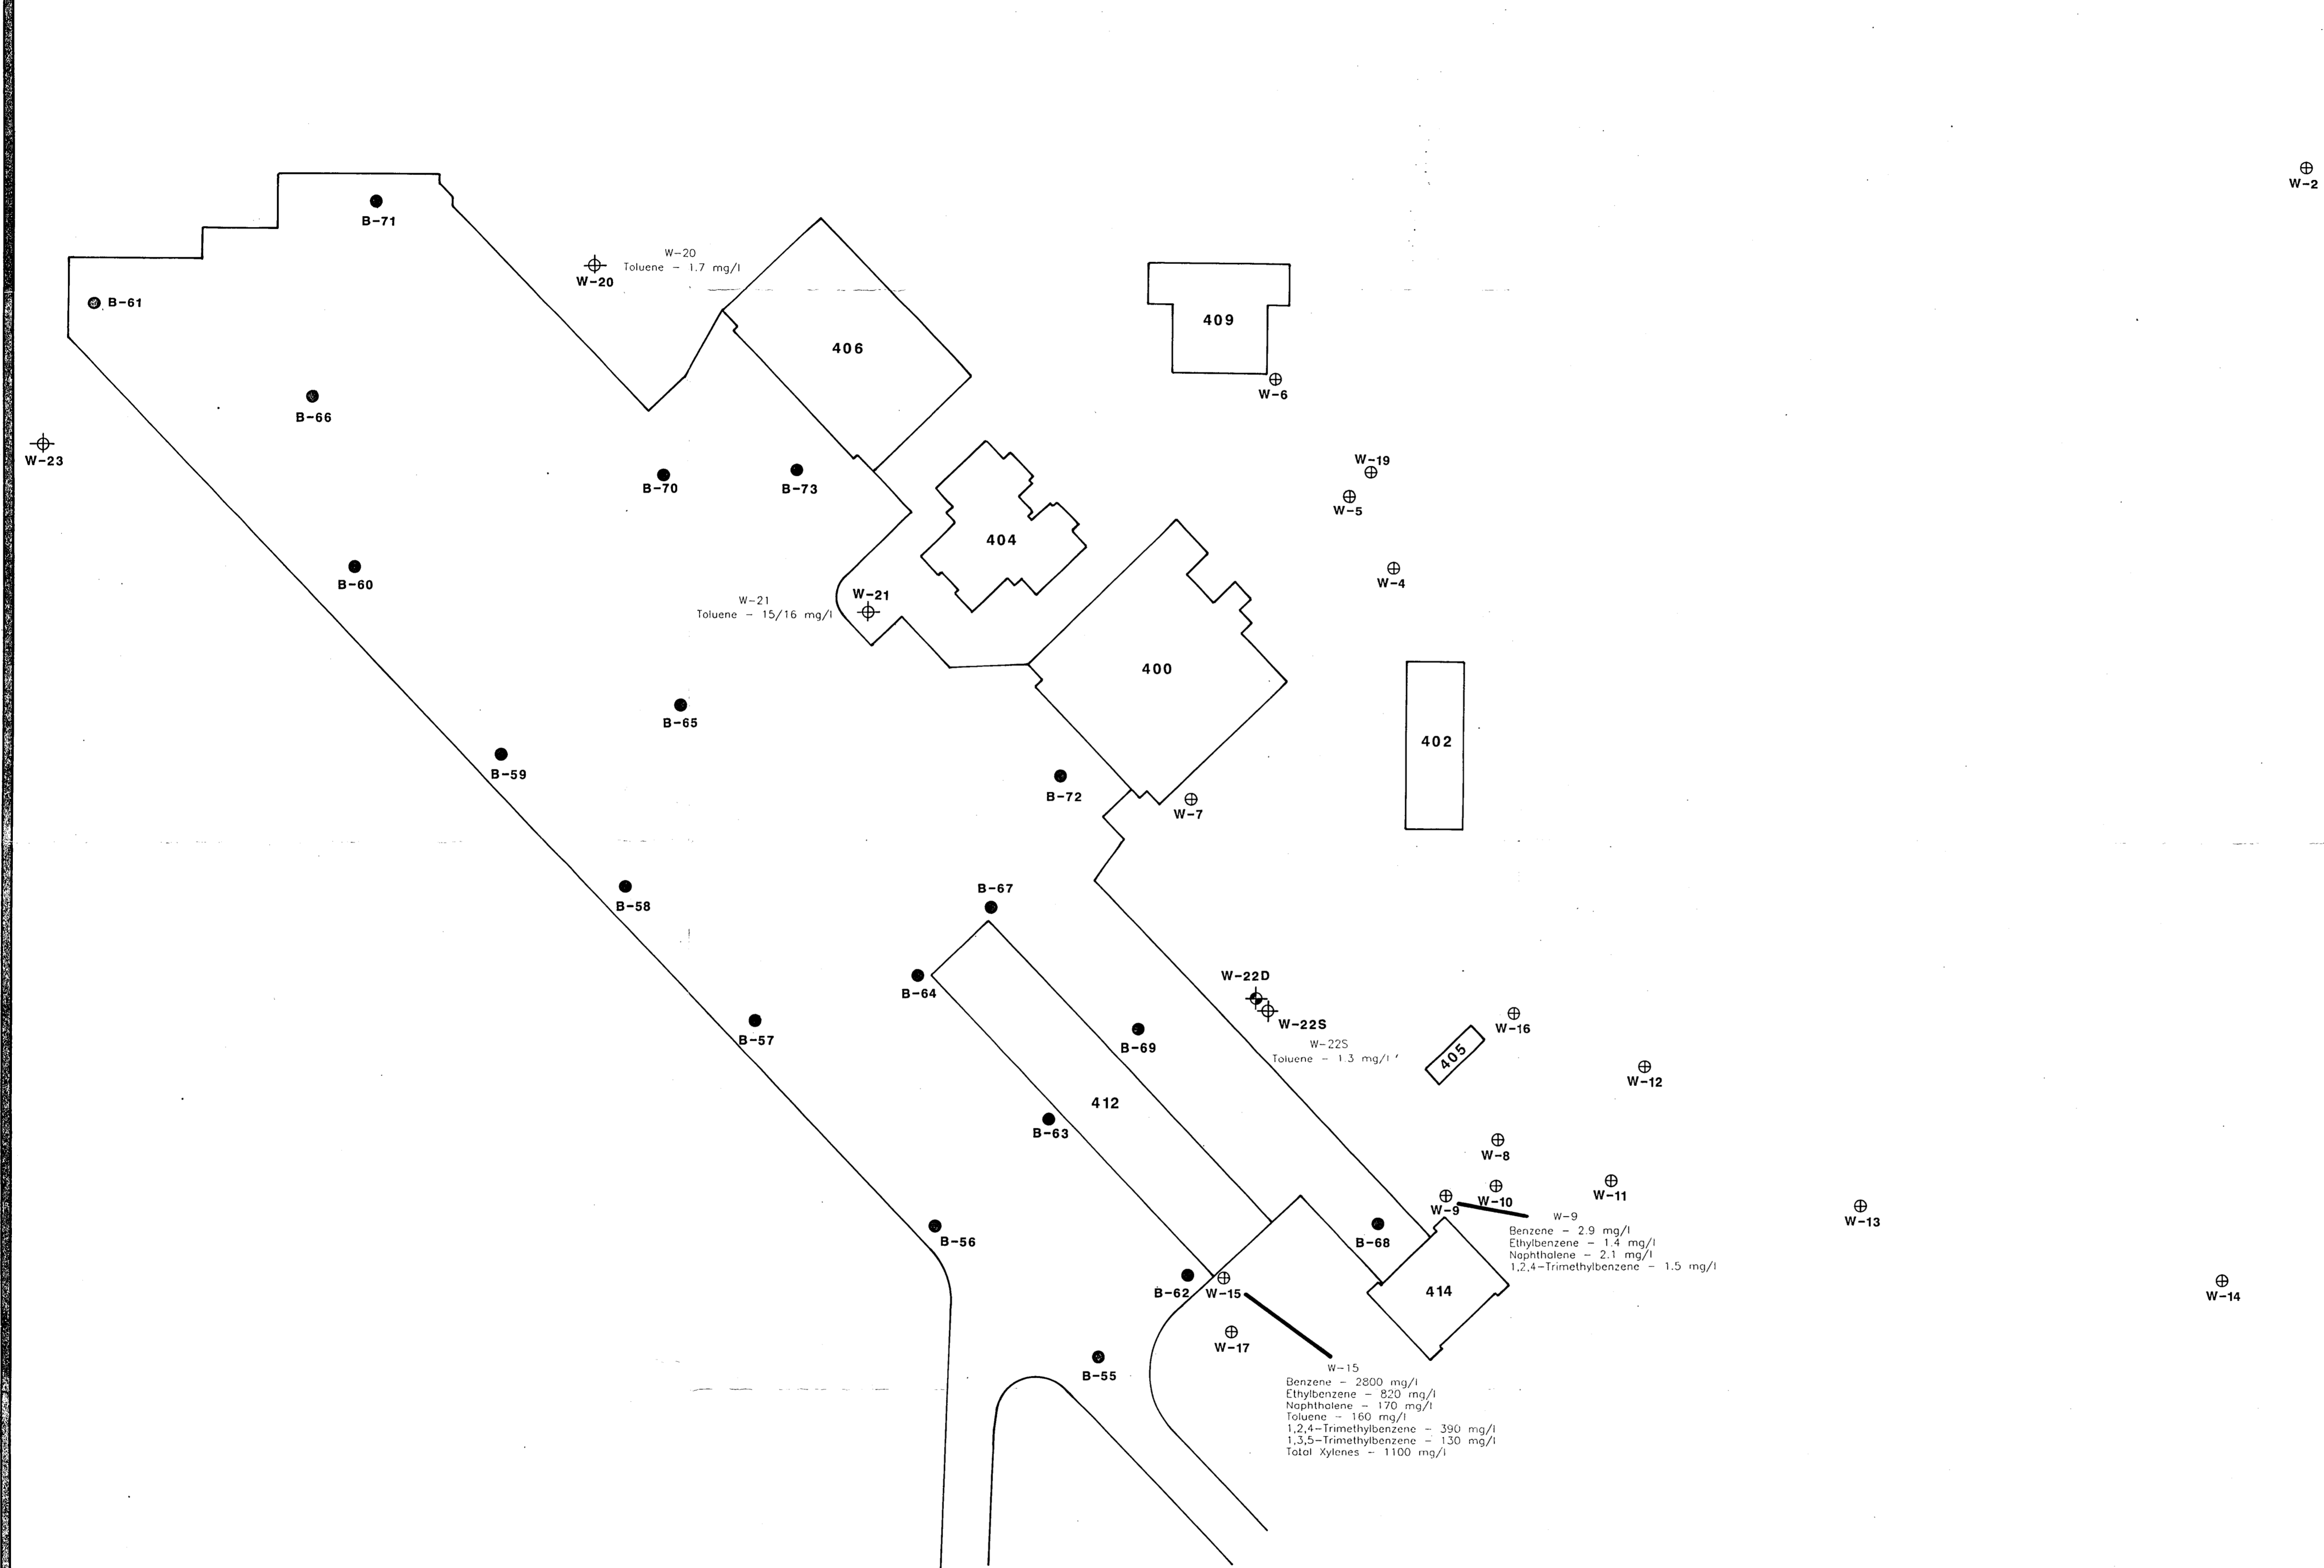 W-2
B-71
W-20
Toluene - 1.7 mg/l
W-20
B-61
409
406
W-6
B-66
W-23
W-19
B-70
B-73
W-5
404
W-4
B-60
W-21
W-21
Toluene - 15/16 mg/l
400
B-65
402
B-59
B-72
W-7
B-67
B-58
W-22D
B-64
W-22S
W-16
B-57
B-69
W-22S
Toluene - 1.3 mg/l
405
W-12
412
B-63
W-8
W-10
W-11
W-9
W-13
B-56
B-68
W-9
Benzene - 2.9 mg/l
Ethylbenzene - 1.4 mg/l
Naphthalene - 2.1 mg/l
1,2,4-Trimethylbenzene - 1.5 mg/l
B-62
W-15
414
W-14
W-17
B-55
W-15
Benzene - 2800 mg/l
Ethylbenzene - 820 mg/l
Naphthalene - 170 mg/l
Toluene - 160 mg/l
1,2,4-Trimethylbenzene - 390 mg/l
1,3,5-Trimethylbenzene - 130 mg/l
Total Xylenes - 1100 mg/l